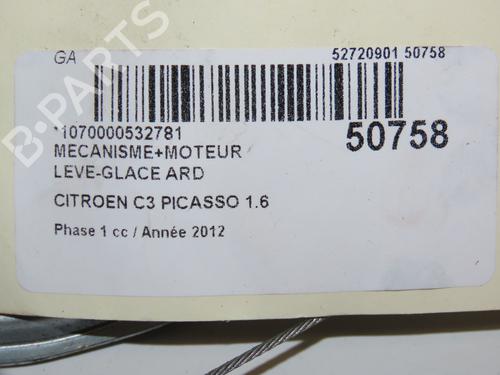 GA 52720901 50758
*1070000532781 50758
MECANISME+MOTEUR
LEVE-GLACE ARD
CITROEN C3 PICASSO 1.6
Phase 1 cc / Année 2012
B-PARTS